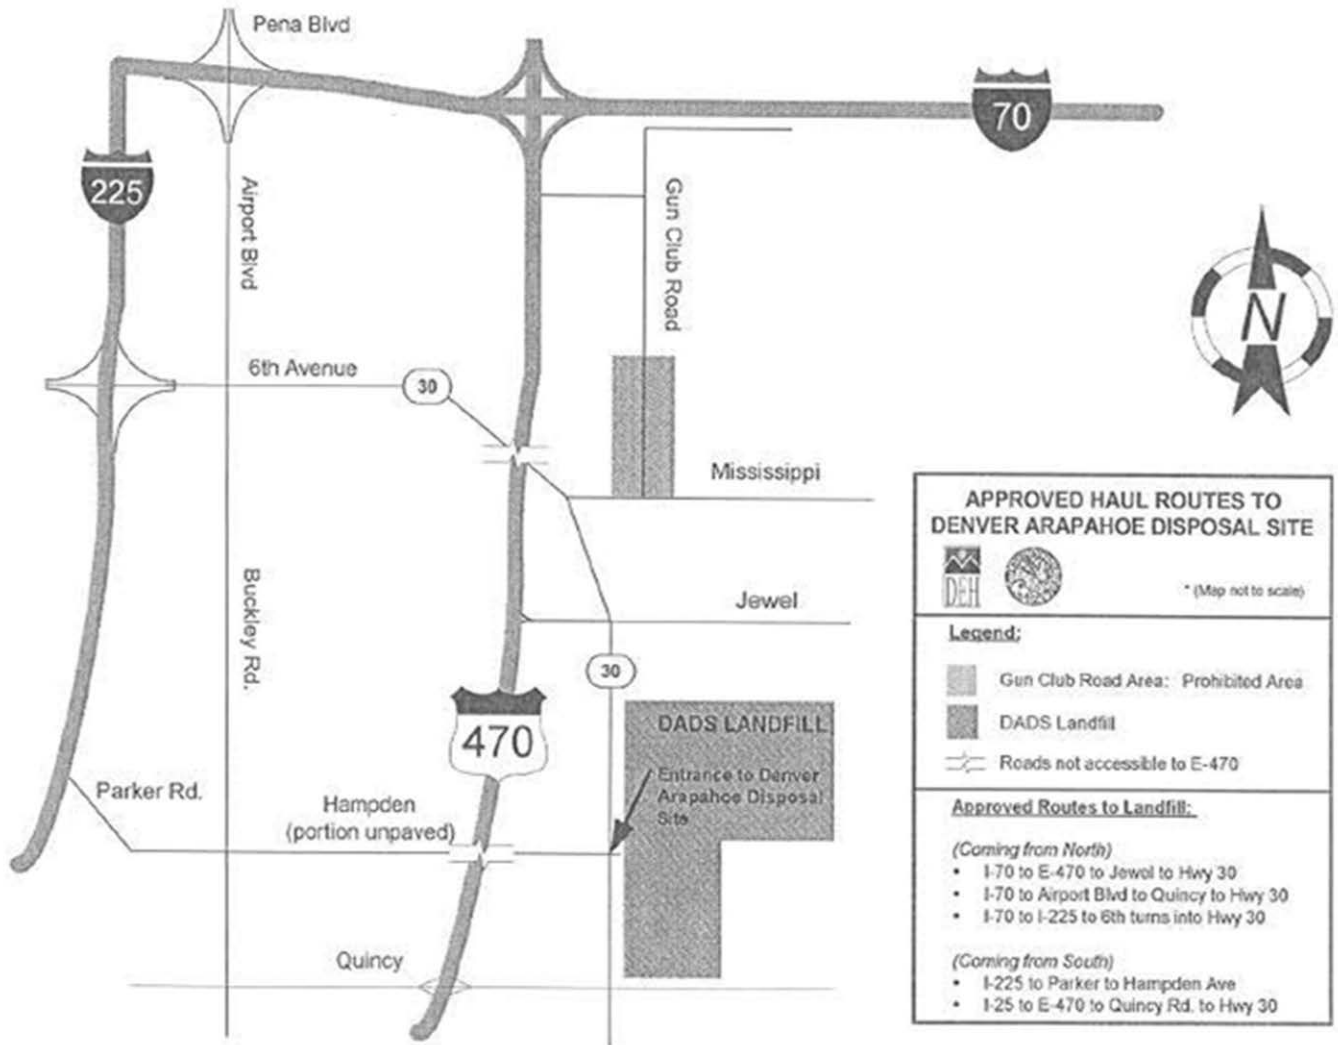 Pena Blvd
70
225
Airport Blvd
Gun Club Road
N
6th Avenue
30
Mississippi
Buckley Rd.
Jewel
30
470
DADS LANDFILL
Entrance to Denver
Arapahoe Disposal
Site
Parker Rd.
Hampden
(portion unpaved)
Quincy
APPROVED HAUL ROUTES TO
DENVER ARAPAHOE DISPOSAL SITE
DEH
* (Map not to scale)
Legend:
Gun Club Road Area: Prohibited Area
DADS Landfill
Roads not accessible to E-470
Approved Routes to Landfill:
(Coming from North)
• I-70 to E-470 to Jewel to Hwy 30
• I-70 to Airport Blvd to Quincy to Hwy 30
• I-70 to I-225 to 6th turns into Hwy 30
(Coming from South)
• I-225 to Parker to Hampden Ave
• I-25 to E-470 to Quincy Rd. to Hwy 30